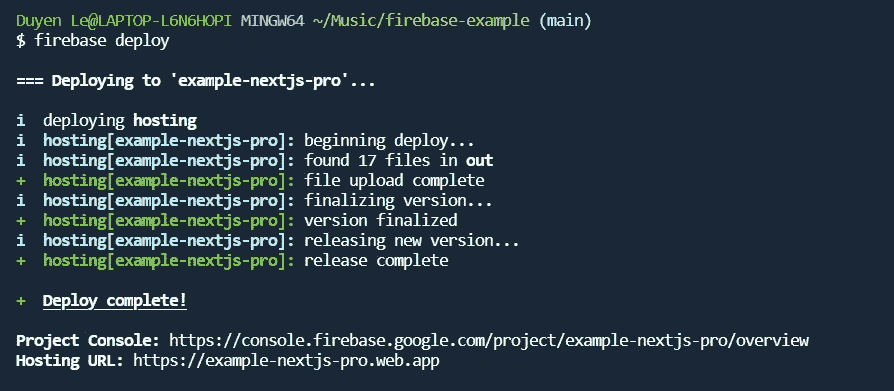 Duyen Le@LAPTOP-L6N6HOPI MINGW64 ~/Music/firebase-example (main)
$ firebase deploy
=== Deploying to 'example-nextjs-pro'...
i  deploying hosting
i  hosting[example-nextjs-pro]: beginning deploy...
i  hosting[example-nextjs-pro]: found 17 files in out
+  hosting[example-nextjs-pro]: file upload complete
i  hosting[example-nextjs-pro]: finalizing version...
+  hosting[example-nextjs-pro]: version finalized
i  hosting[example-nextjs-pro]: releasing new version...
+  hosting[example-nextjs-pro]: release complete
+  Deploy complete!
Project Console: https://console.firebase.google.com/project/example-nextjs-pro/overview
Hosting URL: https://example-nextjs-pro.web.app